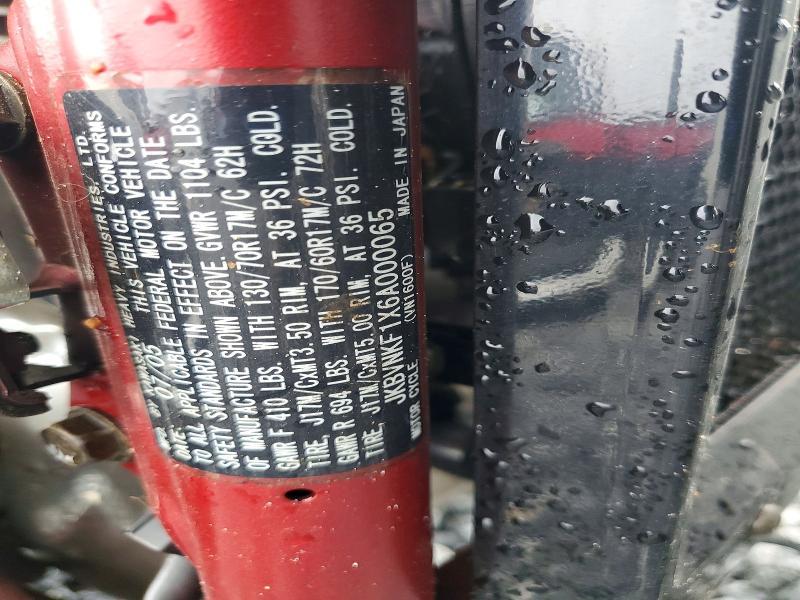 HEAVY INDUSTRIES, LTD.
DATE: 07/05 THIS VEHICLE CONFORMS
TO ALL APPLICABLE FEDERAL MOTOR VEHICLE
SAFETY STANDARDS IN EFFECT ON THE DATE
OF MANUFACTURE SHOWN ABOVE. GVWR 1104 LBS.
GAWR F 410 LBS. WITH 130/70R17M/C 62H
TIRE, J17M/CxMT3.50 RIM, AT 36 PSI. COLD.
GAWR R 694 LBS. WITH 170/60R17M/C 72H
TIRE, J17M/CxMT5.00 RIM, AT 36 PSI. COLD.
JKBVNKF1X6A000065
MOTOR CYCLE (VN1600F) MADE IN JAPAN